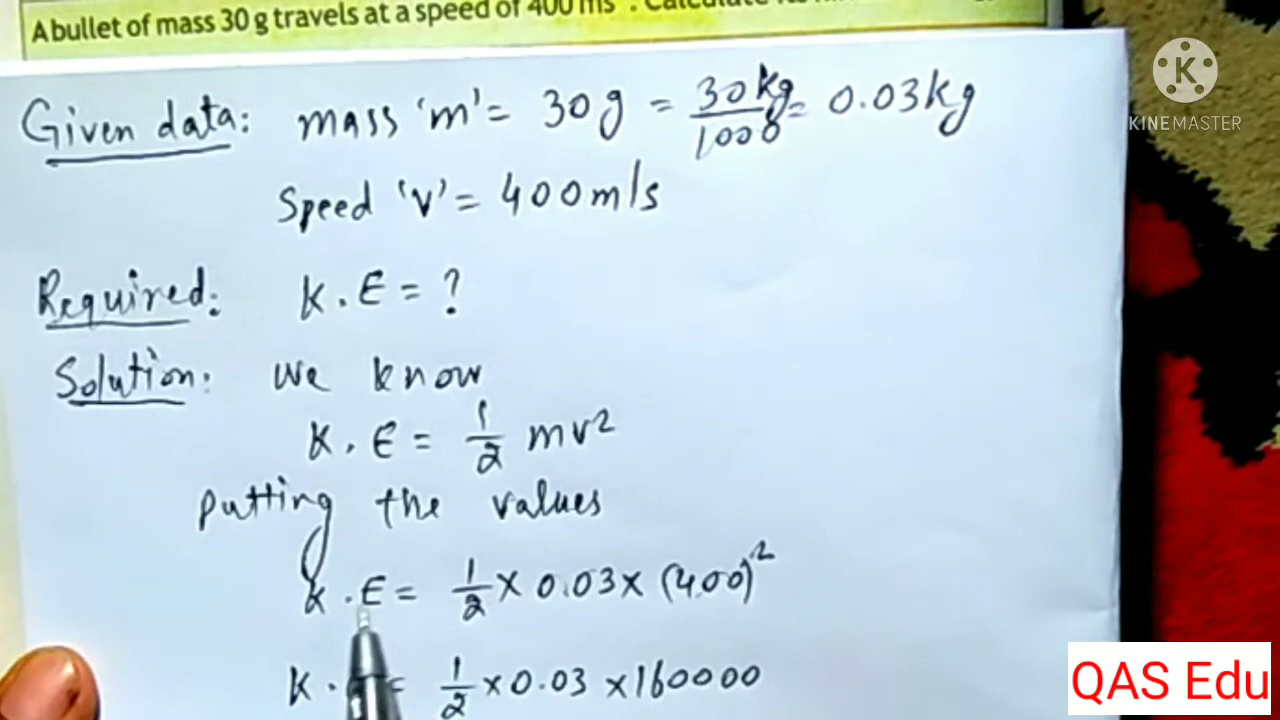 A bullet of mass 30 g travels at a speed of 400 ms
Given data: mass 'm' = 30g = 30kg/1000 = 0.03kg
Speed 'v' = 400m/s
Required: K.E = ?
Solution: we know
K.E = 1/2 mv²
Putting the values
K.E = 1/2 × 0.03 × (400)²
K. = 1/2 × 0.03 × 160000
K
KINEMASTER
QAS Edu